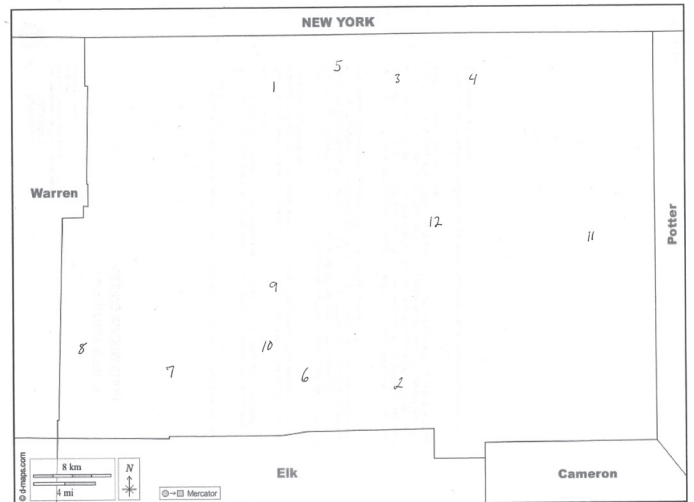 NEW YORK
5
1
3
4
Warren
12
Potter
11
9
8
10
7
6
2
8 km
N
4 mi
© d-maps.com
Mercator
Elk
Cameron